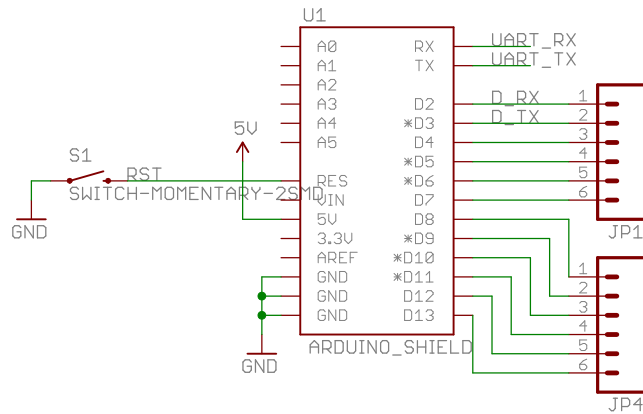 U1
A0 RX UART_RX
A1 TX UART_TX
A2
A3 D2 D_RX 1
A4 *D3 D_TX 2
A5 D4 3
5V
*D5 4
S1
RST RES *D6 5
SWITCH-MOMENTARY-2SMD VIN D7 6
5V D8
GND 3.3V *D9 JP1
AREF *D10
GND *D11 1
GND D12 2
GND D13 3
4
ARDUINO_SHIELD 5
GND 6
JP4